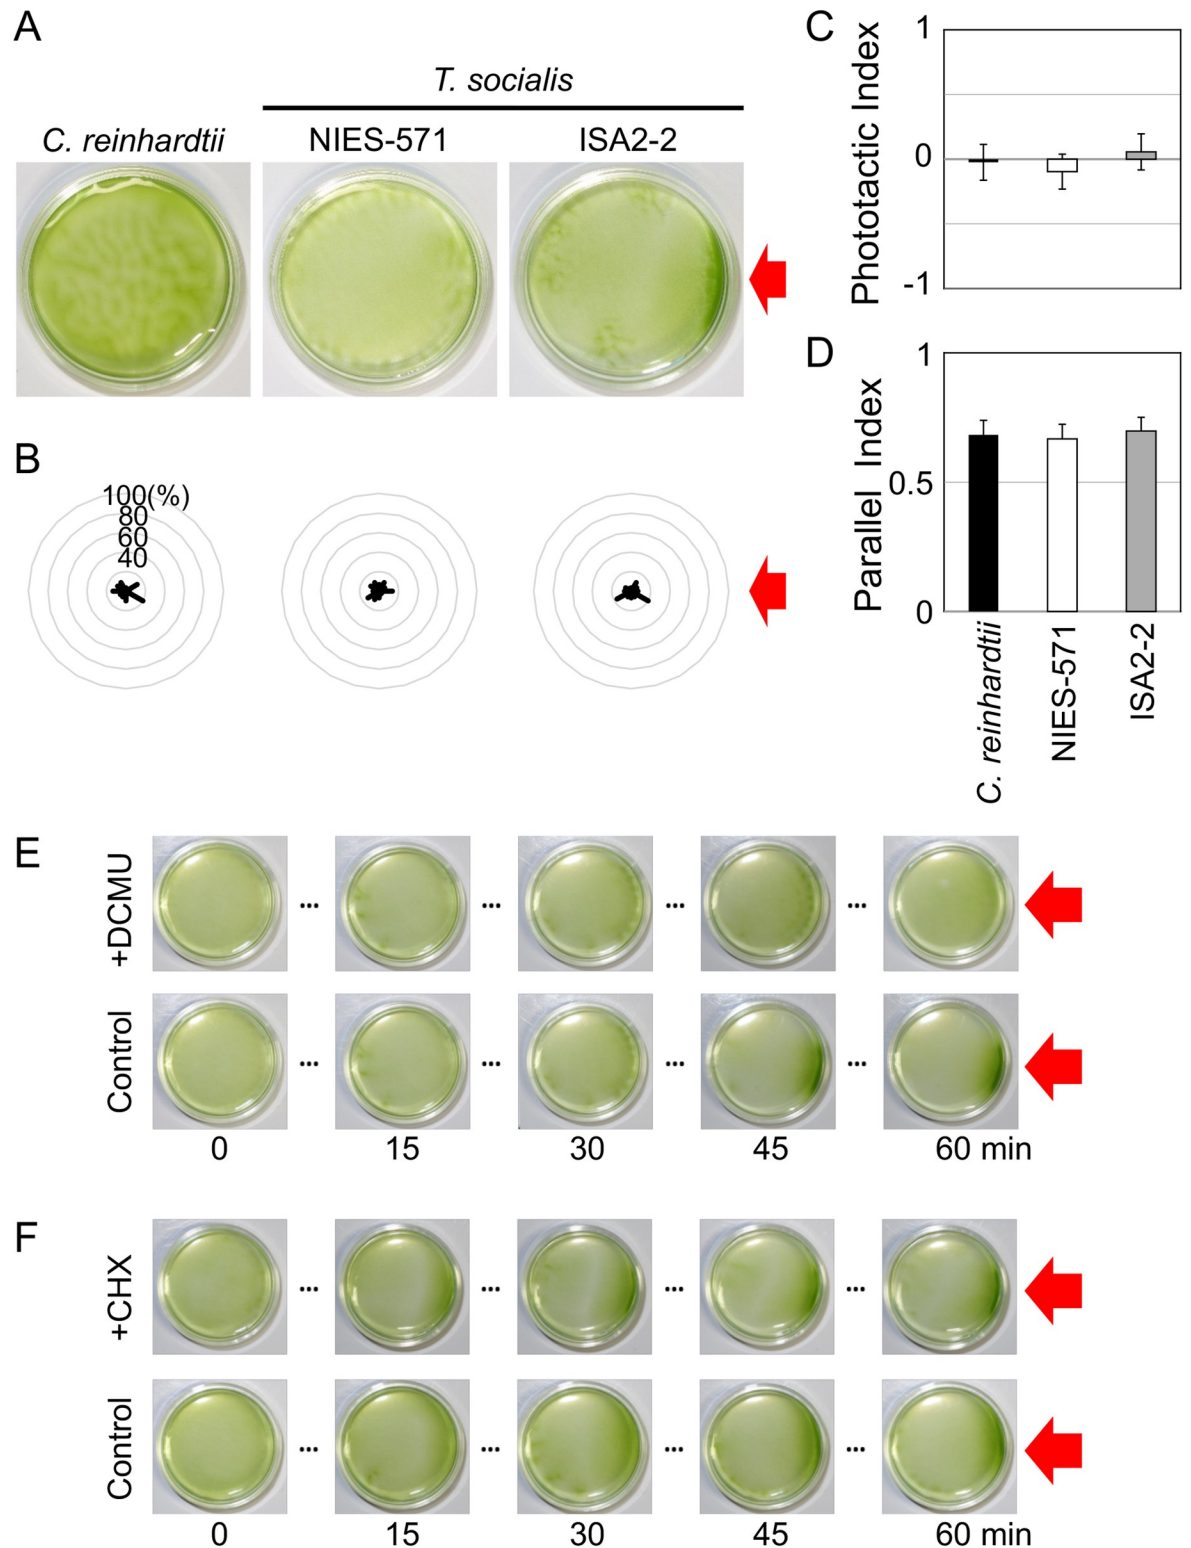 A
T. socialis
C. reinhardtii
NIES-571
ISA2-2
B
100(%)
80
60
40
C
Phototactic Index
1
0
-1
D
Parallel Index
1
0.5
0
C. reinhardtii
NIES-571
ISA2-2
E
+DCMU
... ... ... ...
Control
... ... ... ...
0 15 30 45 60 min
F
+CHX
... ... ... ...
Control
... ... ... ...
0 15 30 45 60 min